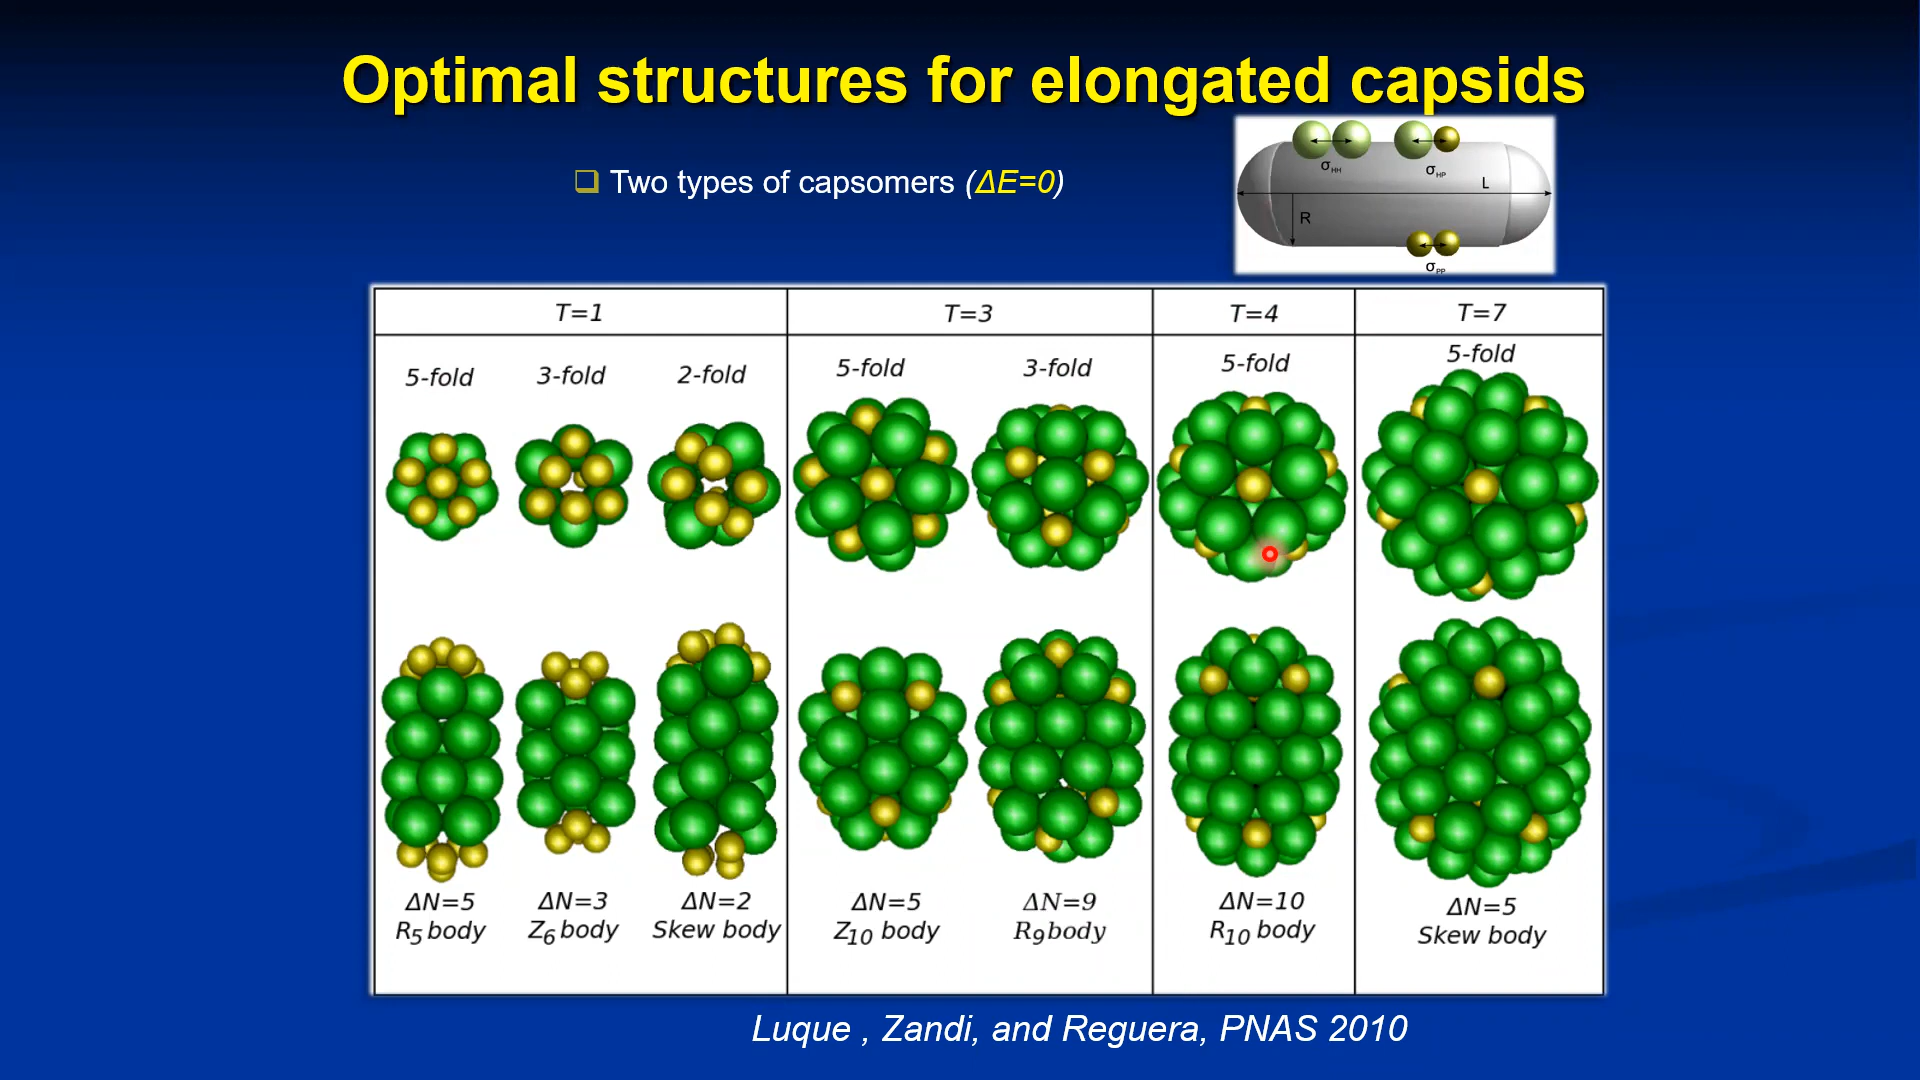 Optimal structures for elongated capsids
Two types of capsomers (ΔE=0)
σHH
σHP
L
R
σPP
T=1
T=3
T=4
T=7
5-fold
3-fold
2-fold
5-fold
3-fold
5-fold
5-fold
ΔN=5
R5 body
ΔN=3
Z6 body
ΔN=2
Skew body
ΔN=5
Z10 body
ΔN=9
R9 body
ΔN=10
R10 body
ΔN=5
Skew body
Luque , Zandi, and Reguera, PNAS 2010